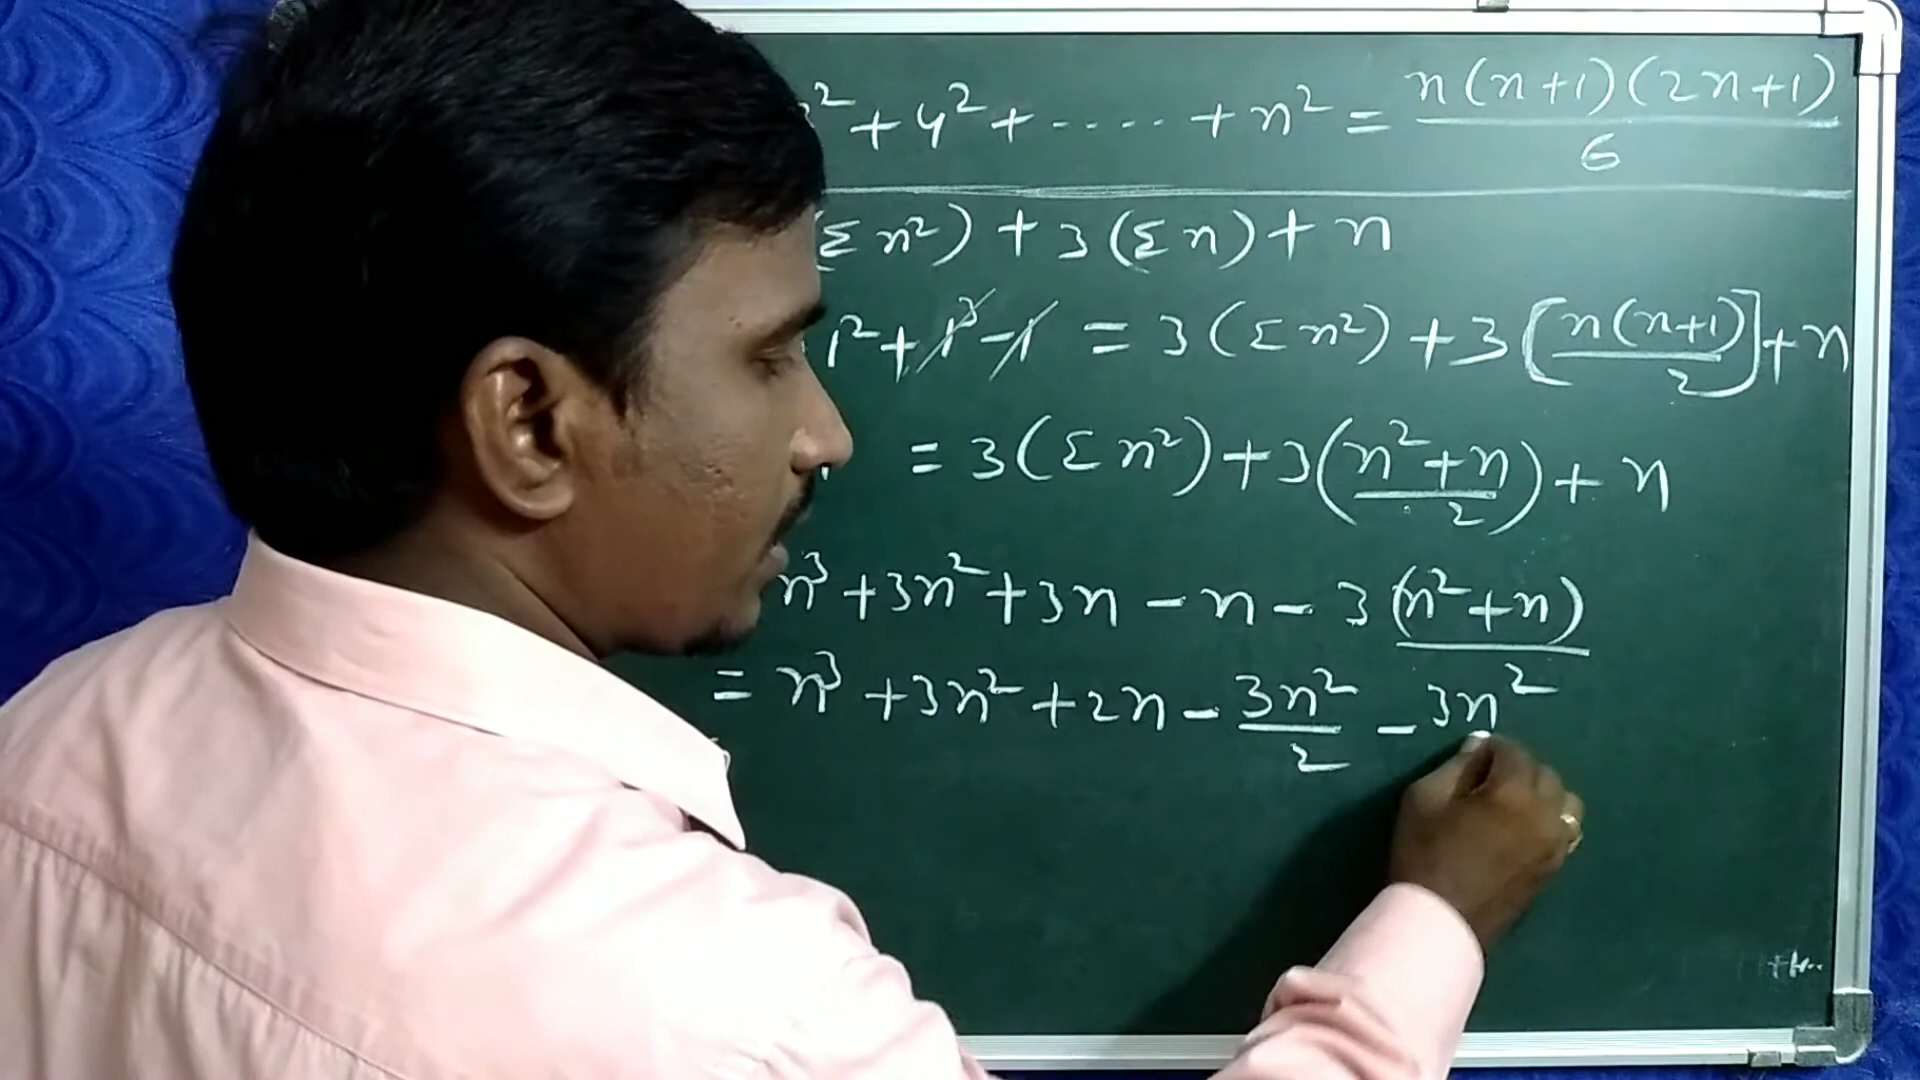 ² + 4² + ---- + n² = n(n+1)(2n+1)/6
(Σn²) + 3(Σn) + n
1² + 1³ - 1 = 3(Σn²) + 3[n(n+1)/2] + n
= 3(Σn²) + 3(n²+n/2) + n
n³ + 3n² + 3n - n - 3(n²+n)/2
= n³ + 3n² + 2n - 3n²/2 - 3n²